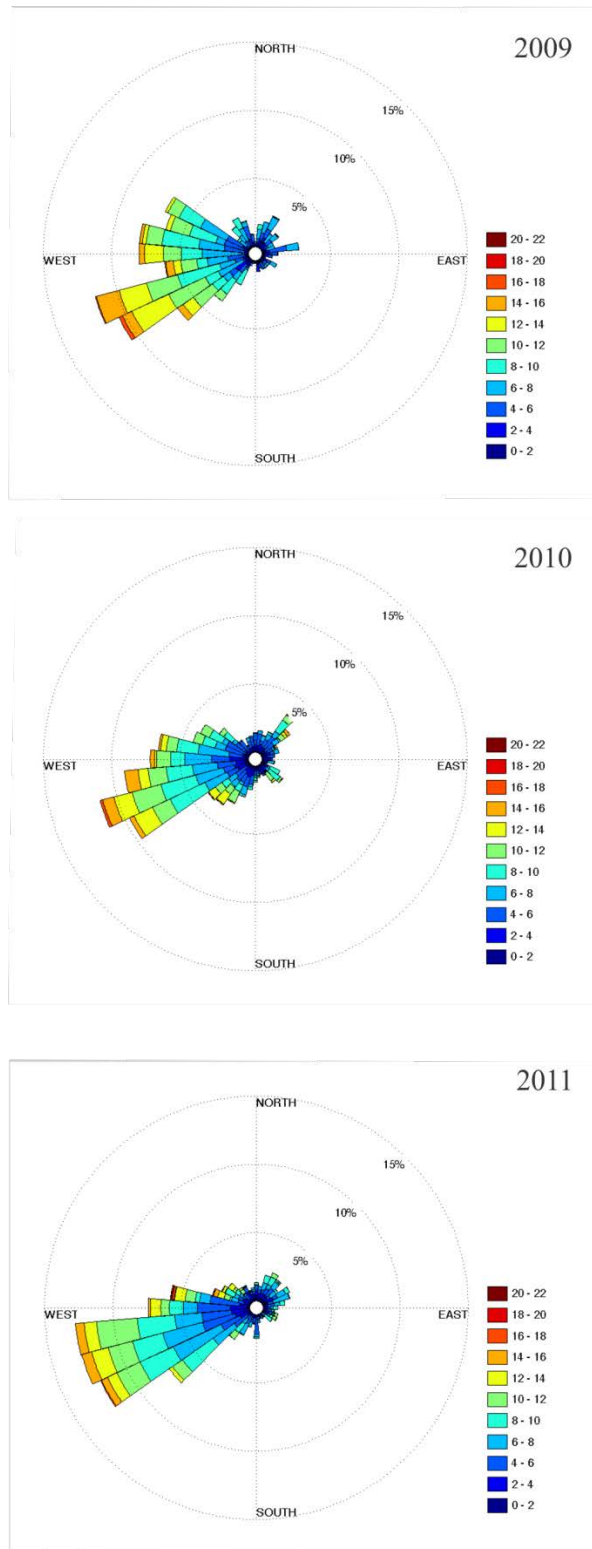 2009
NORTH
15%
10%
5%
WEST
EAST
SOUTH
20 - 22
18 - 20
16 - 18
14 - 16
12 - 14
10 - 12
8 - 10
6 - 8
4 - 6
2 - 4
0 - 2
2010
NORTH
15%
10%
5%
WEST
EAST
SOUTH
20 - 22
18 - 20
16 - 18
14 - 16
12 - 14
10 - 12
8 - 10
6 - 8
4 - 6
2 - 4
0 - 2
2011
NORTH
15%
10%
5%
WEST
EAST
SOUTH
20 - 22
18 - 20
16 - 18
14 - 16
12 - 14
10 - 12
8 - 10
6 - 8
4 - 6
2 - 4
0 - 2